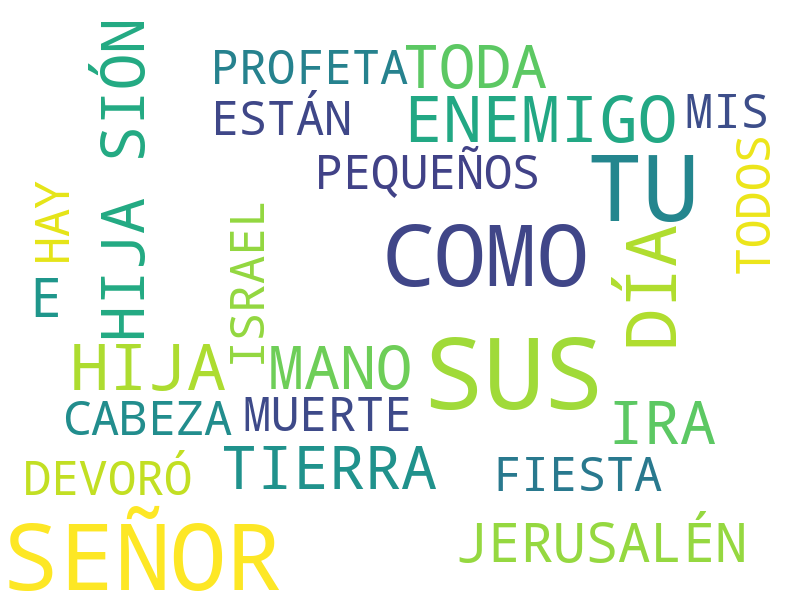 HIJA SIÓN
PROFETA
TODA
ESTÁN
ENEMIGO
MIS
PEQUEÑOS
TU
TODOS
HAY
ISRAEL
COMO
DÍA
E
HIJA
MANO
SUS
CABEZA
MUERTE
IRA
DEVORÓ
TIERRA
FIESTA
SEÑOR
JERUSALÉN